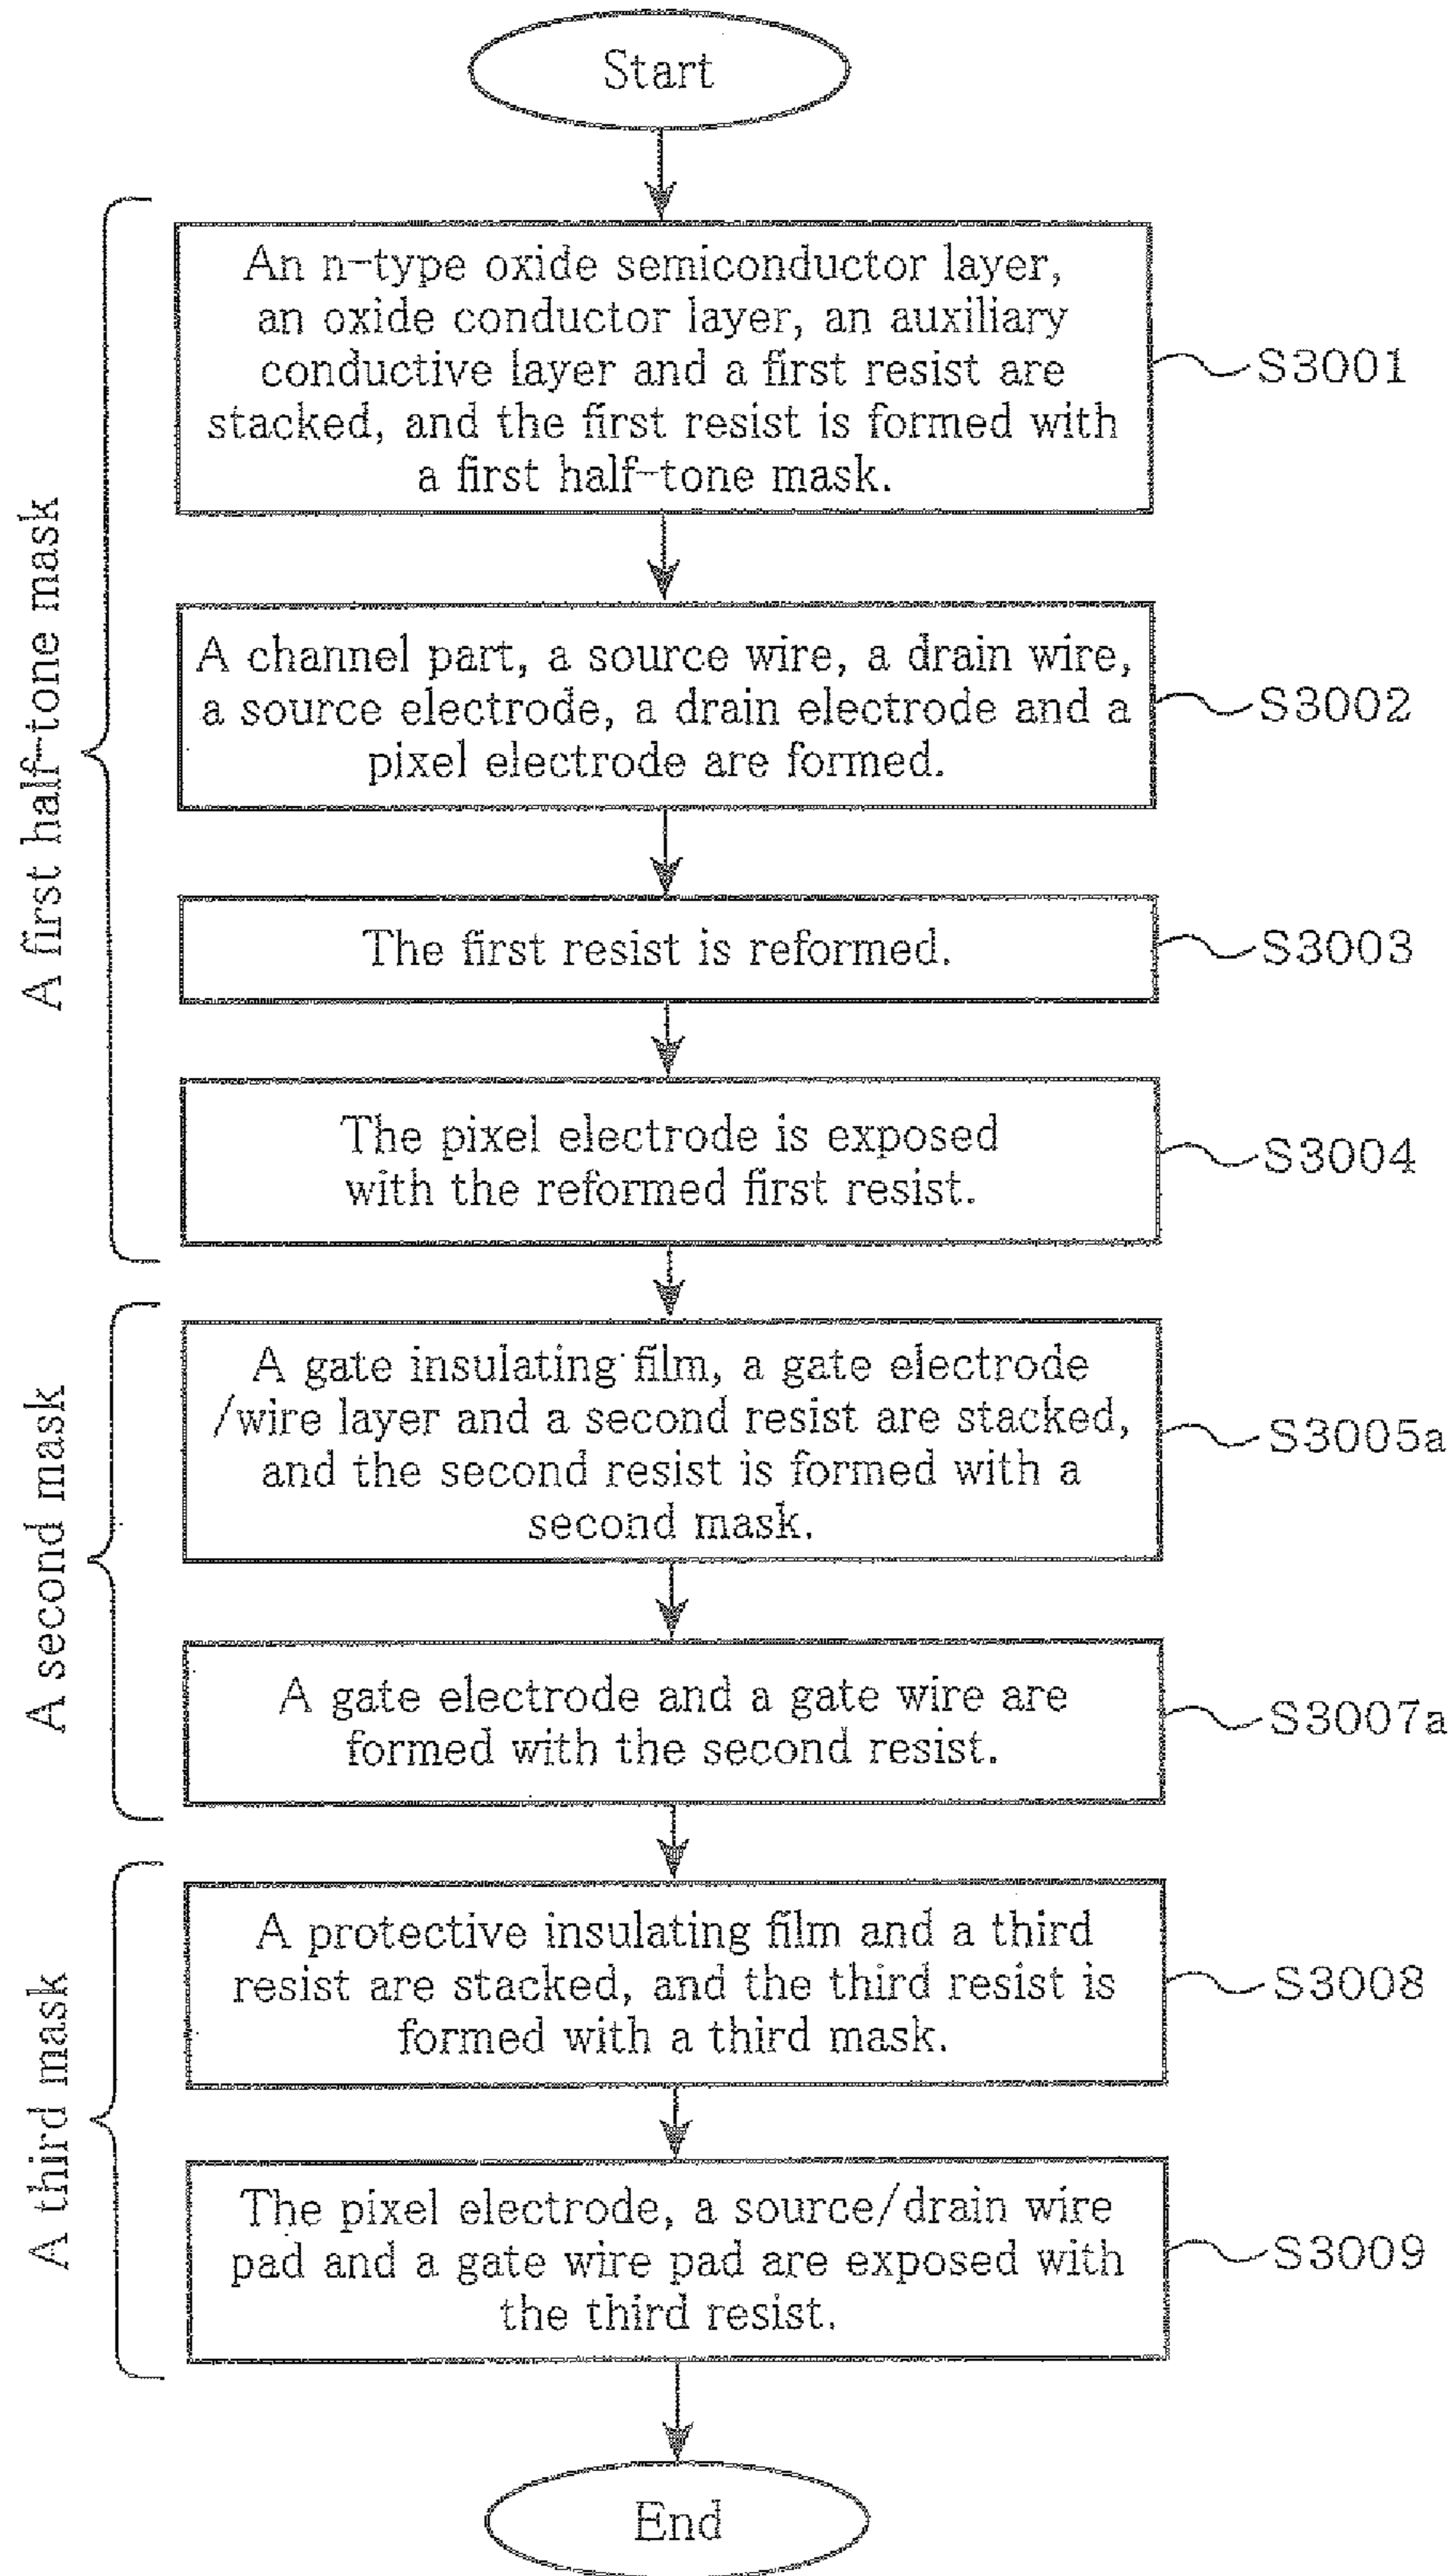 Start
A first half-tone mask
An n-type oxide semiconductor layer,
an oxide conductor layer, an auxiliary
conductive layer and a first resist are
stacked, and the first resist is formed with
a first half-tone mask.
S3001
A channel part, a source wire, a drain wire,
a source electrode, a drain electrode and a
pixel electrode are formed.
S3002
The first resist is reformed.
S3003
The pixel electrode is exposed
with the reformed first resist.
S3004
A second mask
A gate insulating film, a gate electrode
/wire layer and a second resist are stacked,
and the second resist is formed with a
second mask.
S3005a
A gate electrode and a gate wire are
formed with the second resist.
S3007a
A third mask
A protective insulating film and a third
resist are stacked, and the third resist is
formed with a third mask.
S3008
The pixel electrode, a source/drain wire
pad and a gate wire pad are exposed with
the third resist.
S3009
End